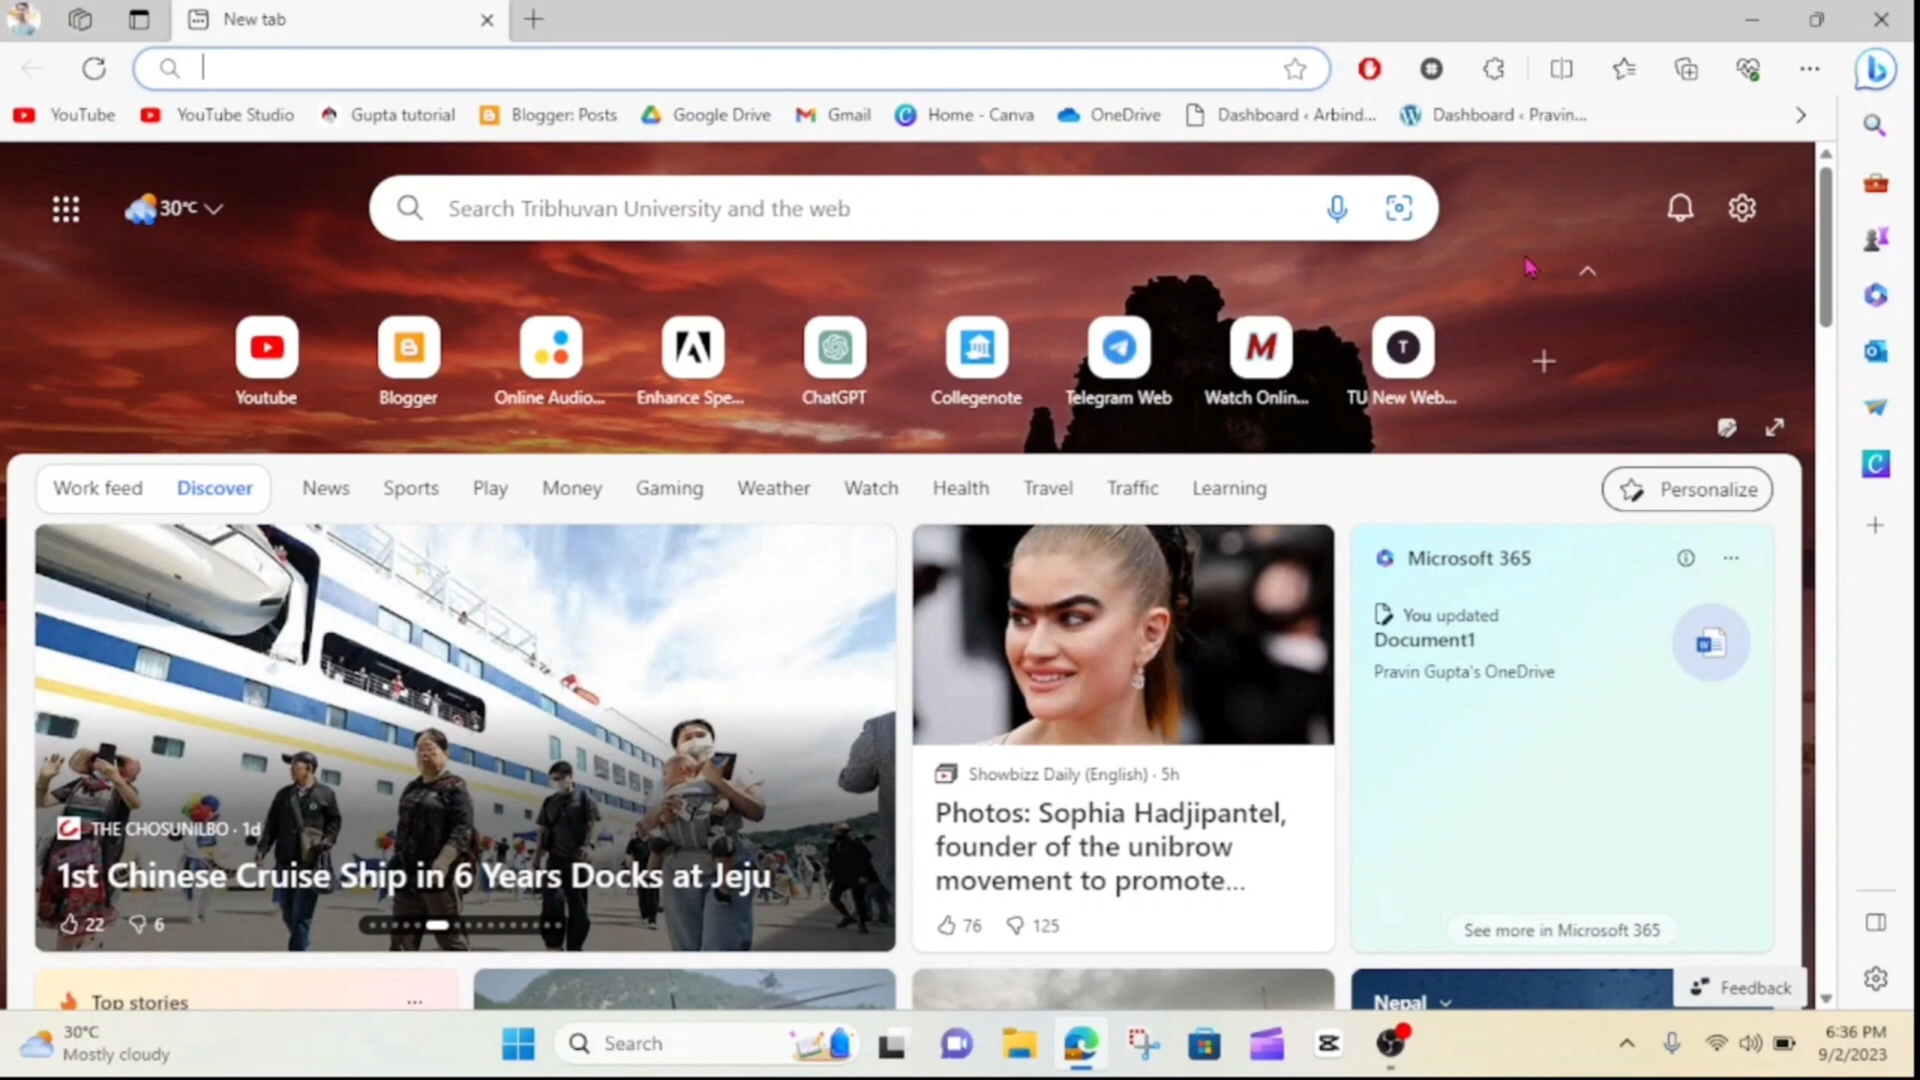 New tab
YouTube
YouTube Studio
Gupta tutorial
Blogger: Posts
Google Drive
Gmail
Home - Canva
OneDrive
Dashboard ‹ Arbind...
Dashboard ‹ Pravin...
30°C
Search Tribhuvan University and the web
Youtube
Blogger
Online Audio...
Enhance Spe...
ChatGPT
Collegenote
Telegram Web
Watch Onlin...
TU New Web...
Work feed
Discover
News
Sports
Play
Money
Gaming
Weather
Watch
Health
Travel
Traffic
Learning
Personalize
THE CHOSUNILBO · 1d
1st Chinese Cruise Ship in 6 Years Docks at Jeju
22
6
Showbizz Daily (English) · 5h
Photos: Sophia Hadjipantel,
founder of the unibrow
movement to promote...
76
125
Microsoft 365
You updated
Document1
Pravin Gupta's OneDrive
See more in Microsoft 365
Top stories
Nepal
Feedback
30°C
Mostly cloudy
Search
6:36 PM
9/2/2023